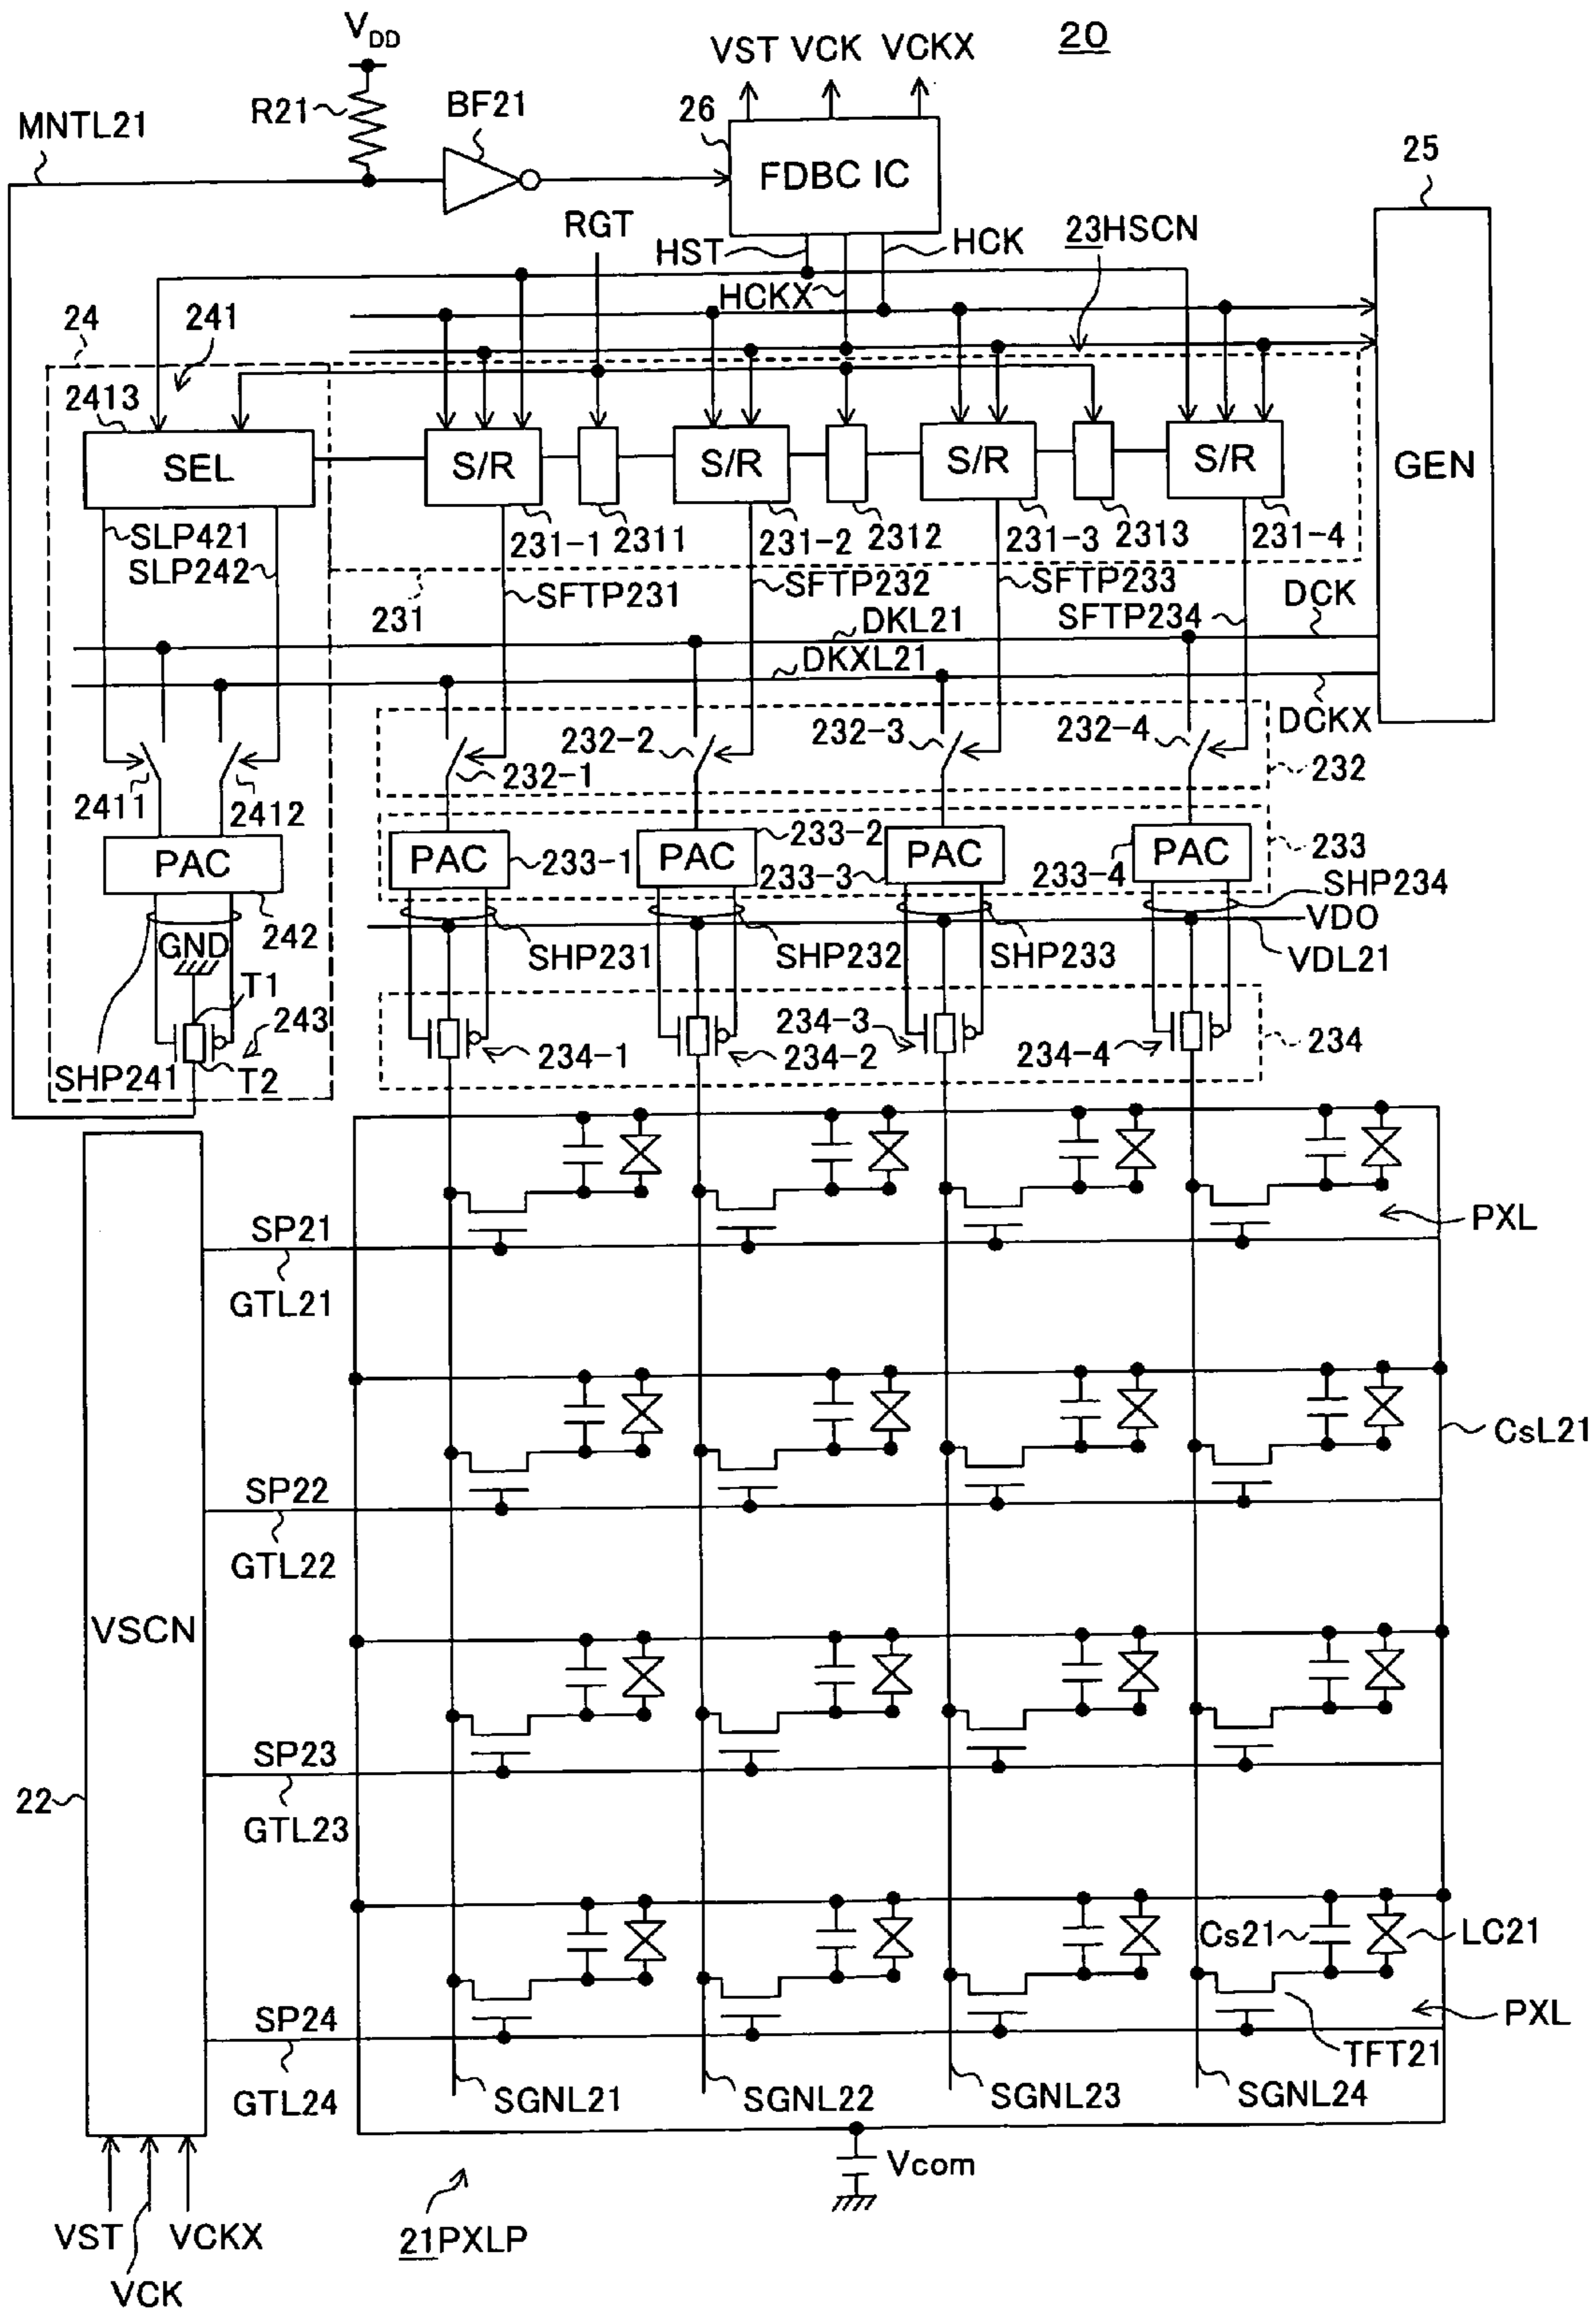 VDD
VST VCK VCKX
20
MNTL21
R21
BF21
26
FDBC IC
25
RGT
HST
HCK
23HSCN
HCKX
24
241
2413
SEL
S/R
S/R
S/R
S/R
GEN
SLP421
231-1
2311
231-2
2312
231-3
2313
231-4
SLP242
231
SFTP231
SFTP232
SFTP233
SFTP234
DCK
DKL21
DKXL21
DCKX
232-1
232-2
232-3
232-4
232
2411
2412
PAC
PAC
PAC
PAC
PAC
233-1
233-2
233-3
233-4
233
SHP234
VDO
242
GND
SHP231
SHP232
SHP233
VDL21
T1
243
SHP241
T2
234-1
234-2
234-3
234-4
234
SP21
GTL21
PXL
SP22
GTL22
CsL21
VSCN
22
SP23
GTL23
Cs21
LC21
SP24
GTL24
PXL
TFT21
SGNL21
SGNL22
SGNL23
SGNL24
Vcom
VST
VCKX
VCK
21PXLP